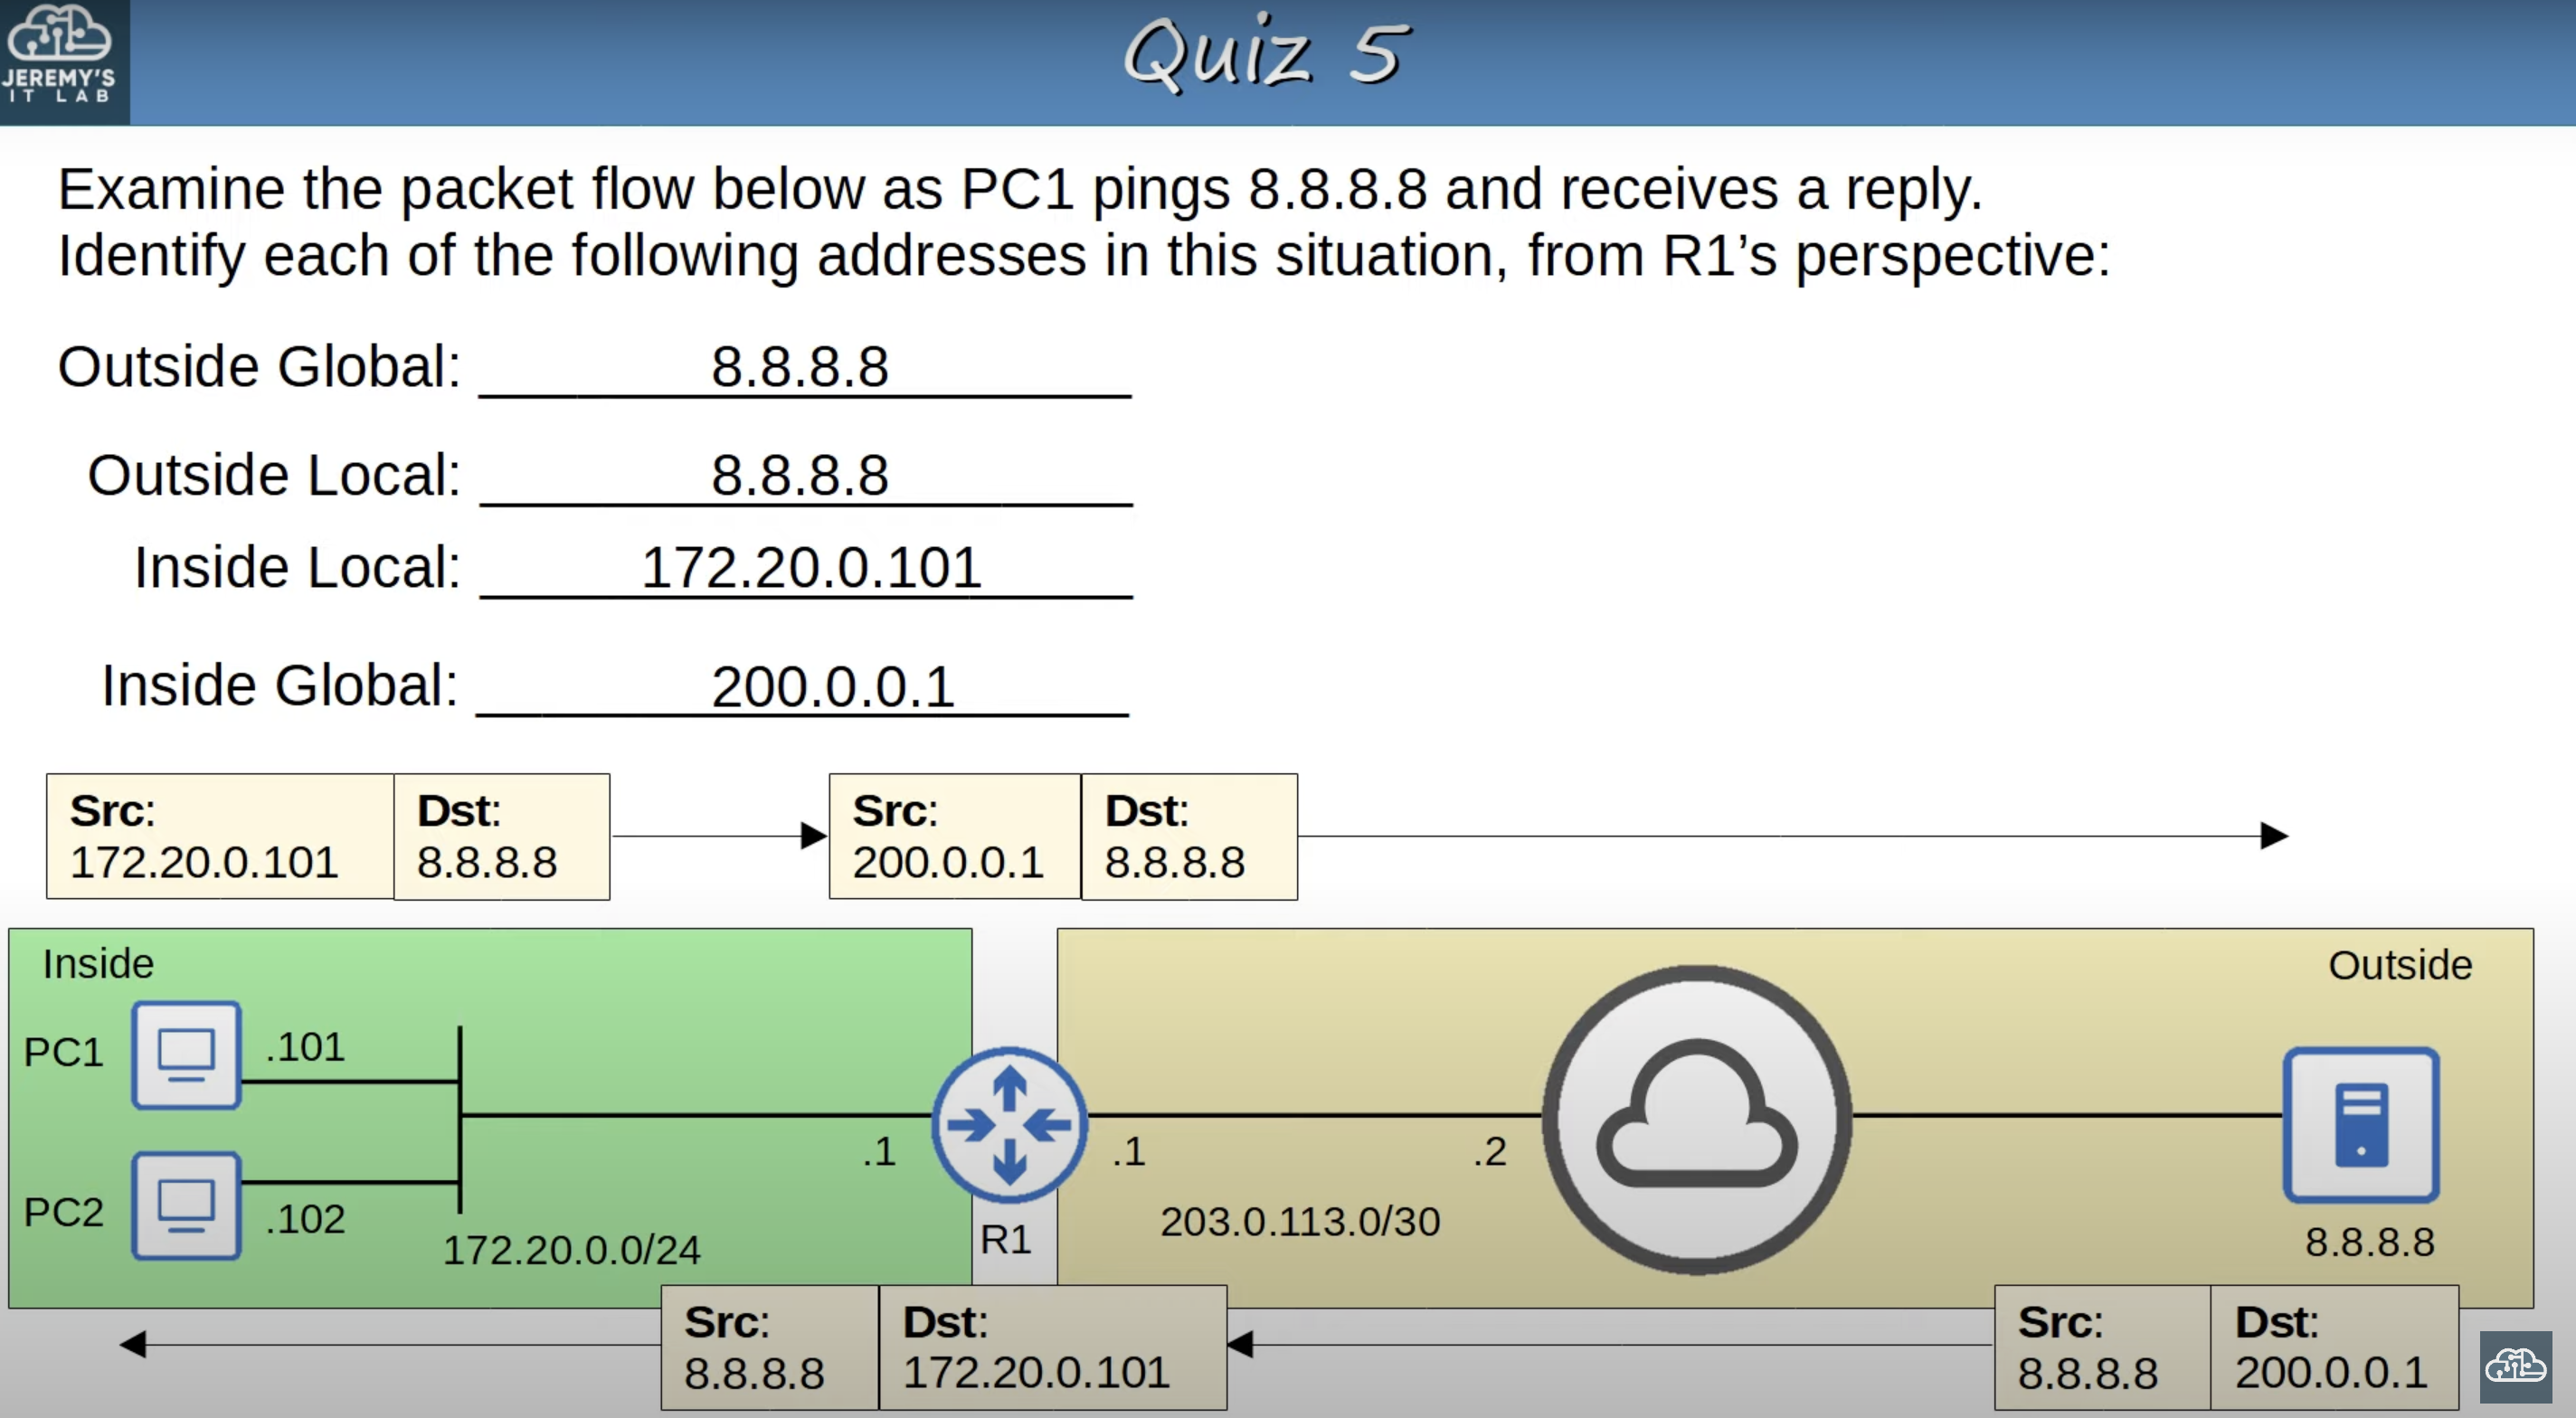 JEREMY'S
IT LAB
Quiz 5
Examine the packet flow below as PC1 pings 8.8.8.8 and receives a reply.
Identify each of the following addresses in this situation, from R1’s perspective:
Outside Global: 8.8.8.8
Outside Local: 8.8.8.8
Inside Local: 172.20.0.101
Inside Global: 200.0.0.1
Src: Dst: Src: Dst:
172.20.0.101 8.8.8.8 200.0.0.1 8.8.8.8
Inside Outside
PC1 .101
.1 .1 .2
PC2 .102
172.20.0.0/24 R1 203.0.113.0/30 8.8.8.8
Src: Dst: Src: Dst:
8.8.8.8 172.20.0.101 8.8.8.8 200.0.0.1